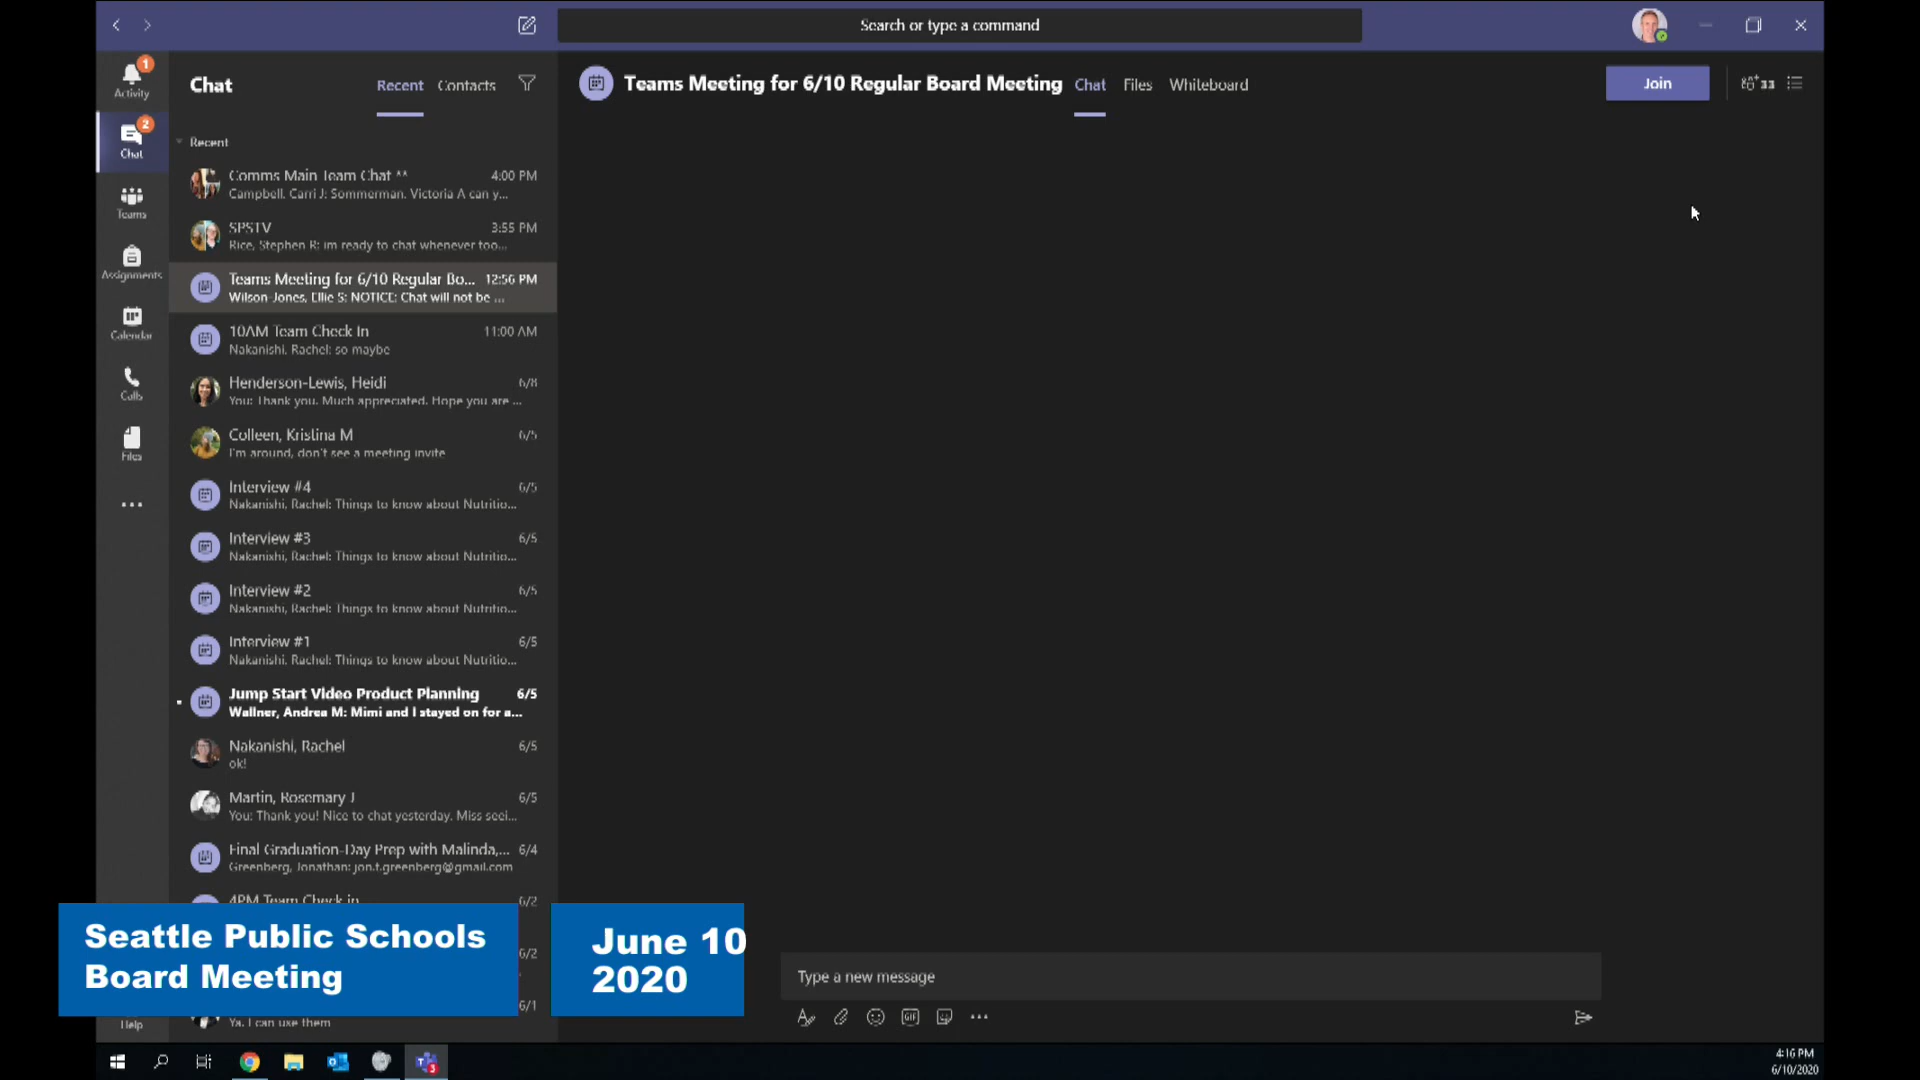 Search or type a command
1
Activity
2
Chat
Teams
Assignments
Calendar
Calls
Files
Help
Chat
Recent
Contacts
Recent
Comms Main Team Chat ** 4:00 PM
Campbell, Carri J: Sommerman, Victoria A can y...
SPSTV 3:55 PM
Rice, Stephen R: im ready to chat whenever too...
Teams Meeting for 6/10 Regular Bo... 12:56 PM
Wilson-Jones, Ellie S: NOTICE: Chat will not be ...
10AM Team Check In 11:00 AM
Nakanishi, Rachel: so maybe
Henderson-Lewis, Heidi 6/8
You: Thank you. Much appreciated. Hope you are ...
Colleen, Kristina M 6/5
I'm around, don't see a meeting invite
Interview #4 6/5
Nakanishi, Rachel: Things to know about Nutritio...
Interview #3 6/5
Nakanishi, Rachel: Things to know about Nutritio...
Interview #2 6/5
Nakanishi, Rachel: Things to know about Nutritio...
Interview #1 6/5
Nakanishi, Rachel: Things to know about Nutritio...
Jump Start Video Product Planning 6/5
Wallner, Andrea M: Mimi and I stayed on for a...
Nakanishi, Rachel 6/5
ok!
Martin, Rosemary J 6/5
You: Thank you! Nice to chat yesterday. Miss seei...
Final Graduation-Day Prep with Malinda,... 6/4
Greenberg, Jonathan: jon.t.greenberg@gmail.com
4PM Team Check in 6/2
6/2
6/1
Ya, I can use them
Teams Meeting for 6/10 Regular Board Meeting
Chat
Files
Whiteboard
Join
33
Type a new message
GIF
Seattle Public Schools
Board Meeting
June 10
2020
3
4:16 PM
6/10/2020